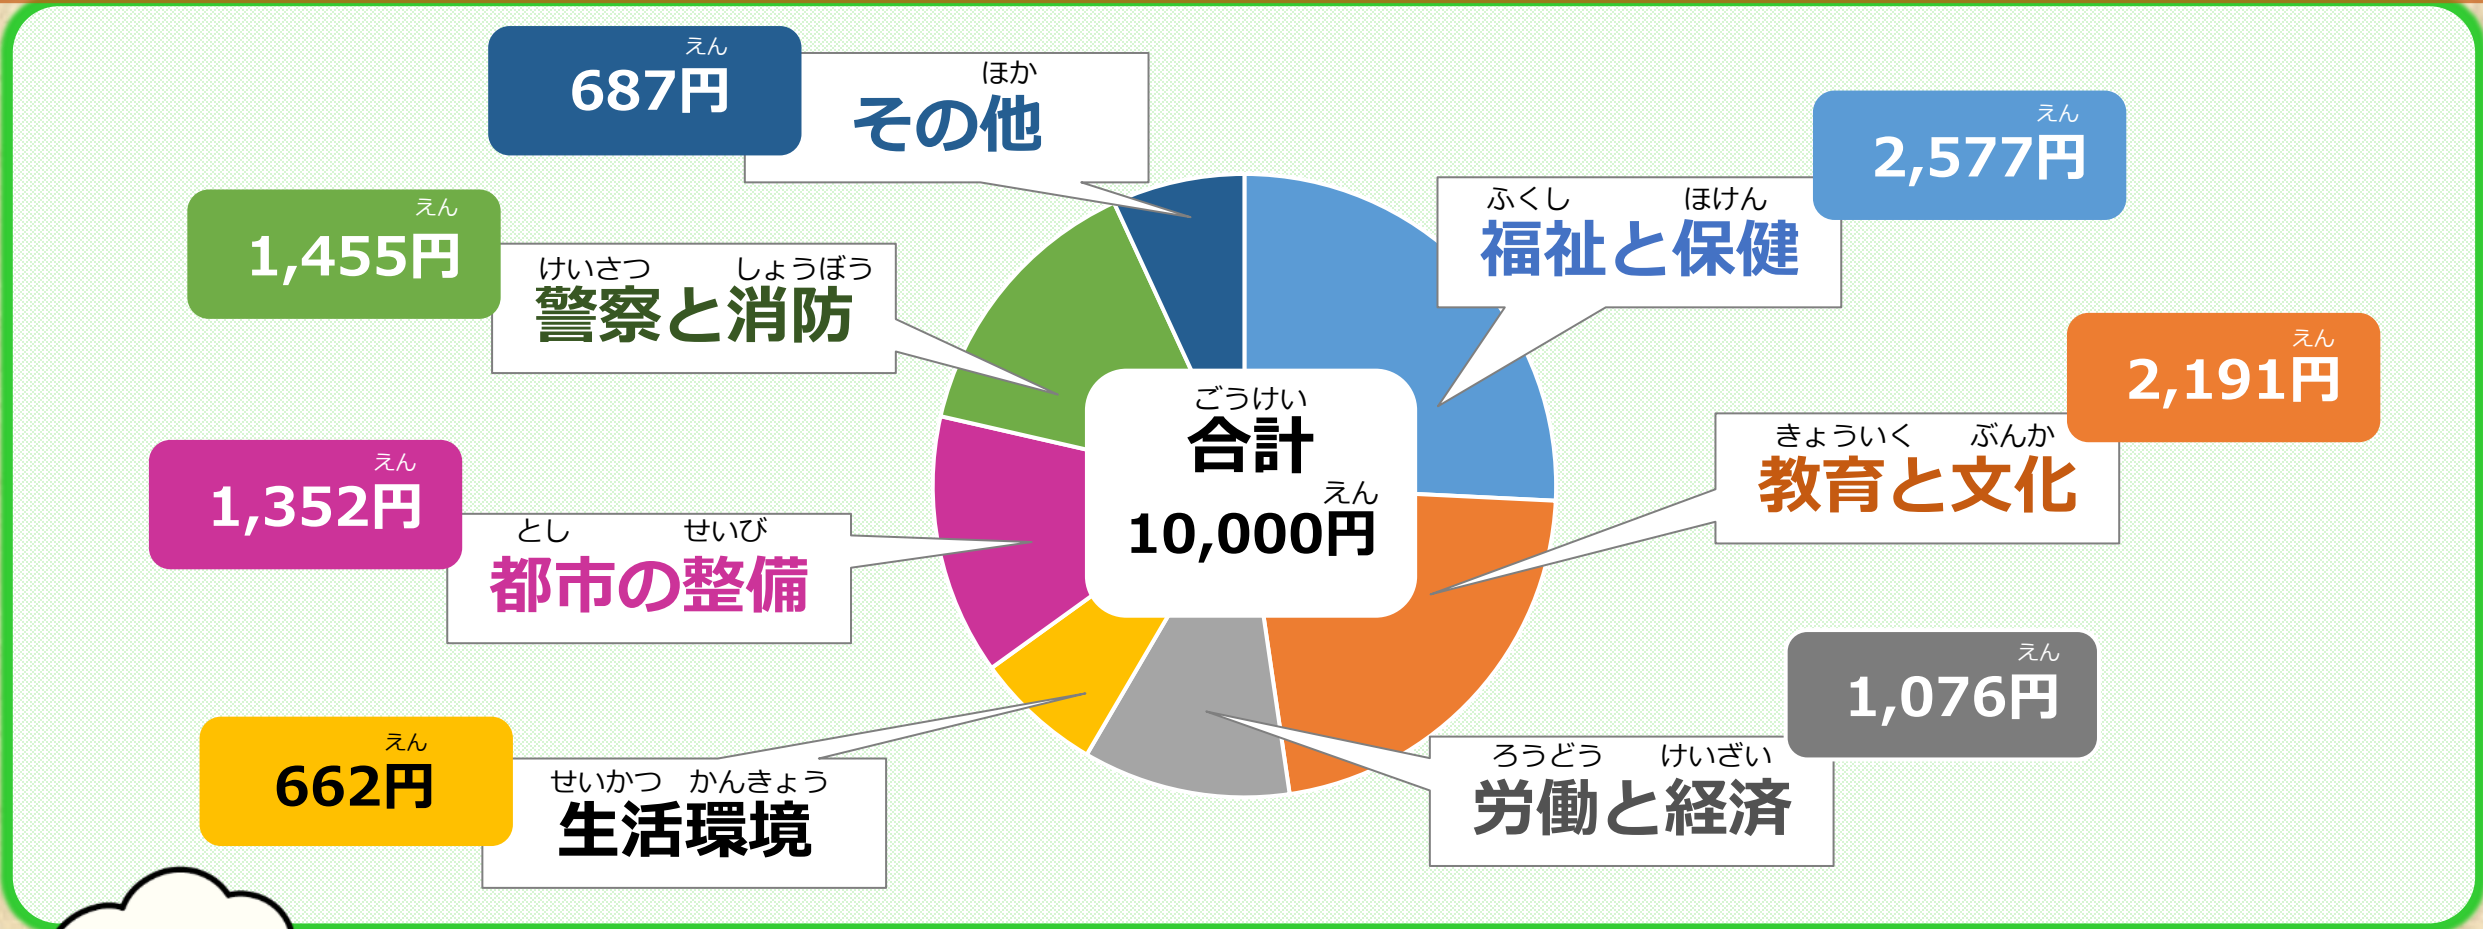 えん
687円
ほか
その他
えん
2,577円
ふくし ほけん
福祉と保健
えん
1,455円
けいさつ しょうぼう
警察と消防
えん
2,191円
きょういく ぶんか
教育と文化
ごうけい
合計
えん
10,000円
えん
1,352円
とし せいび
都市の整備
えん
1,076円
ろうどう けいざい
労働と経済
えん
662円
せいかつ かんきょう
生活環境